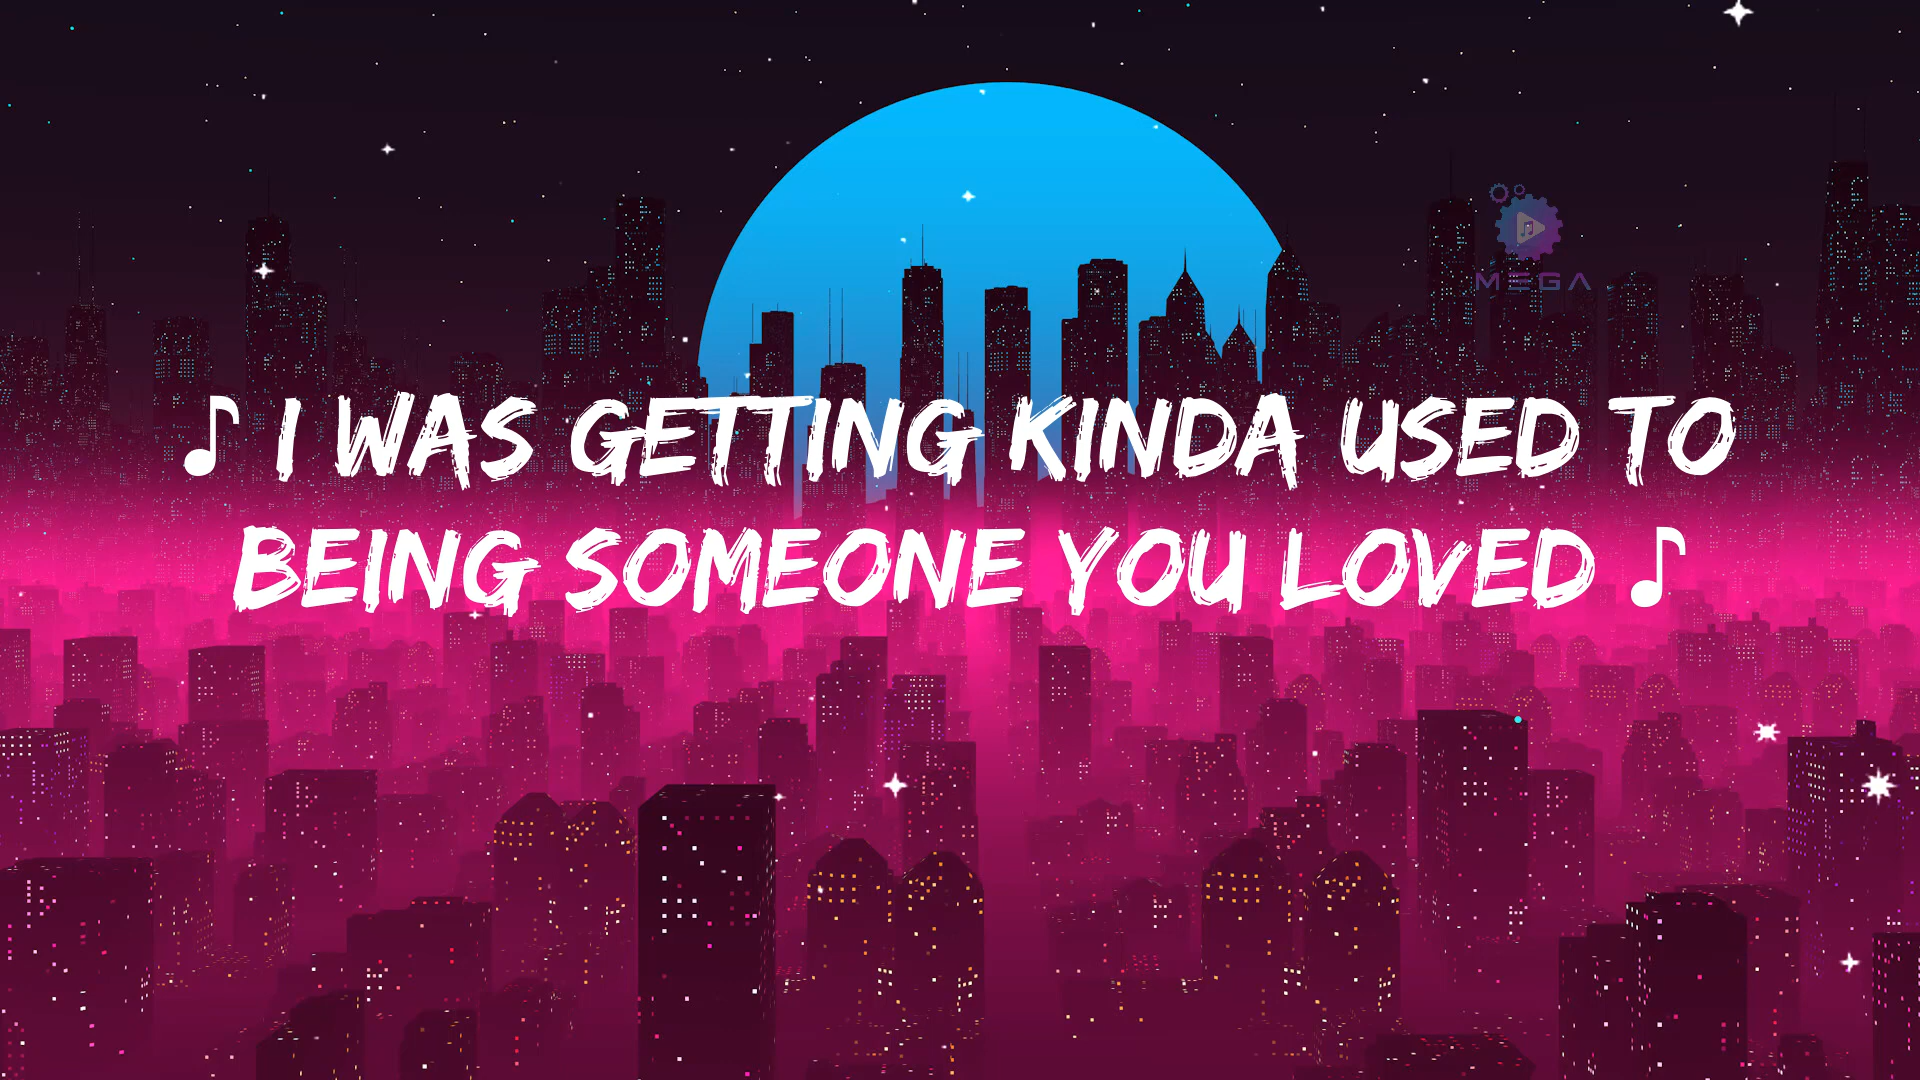 MEGA
♪ I WAS GETTING KINDA USED TO
BEING SOMEONE YOU LOVED ♪